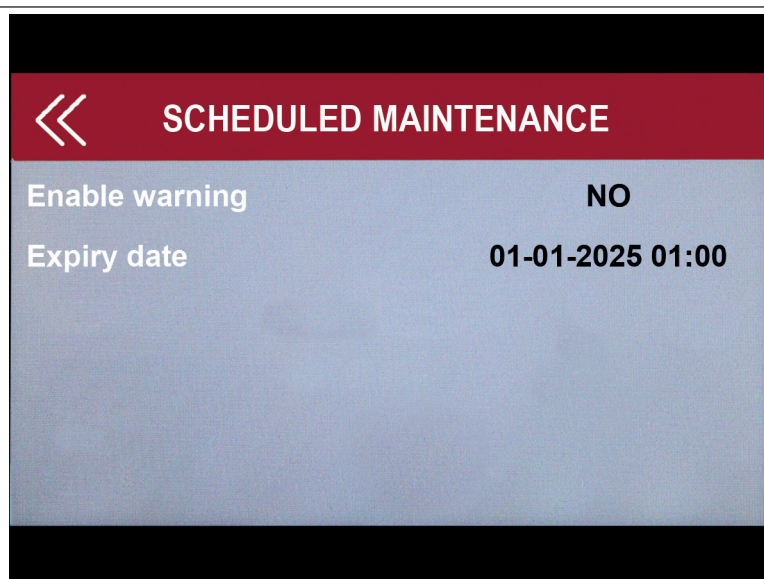 SCHEDULED MAINTENANCE
Enable warning NO
Expiry date 01-01-2025 01:00